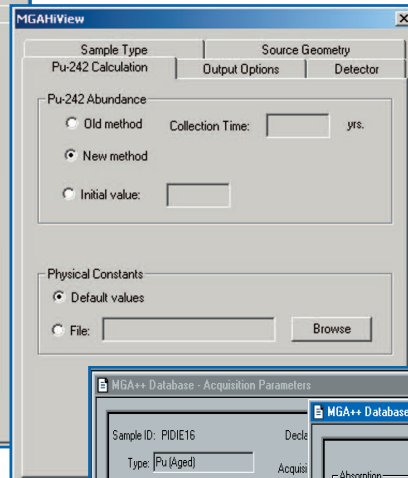 MGAHiView
Sample Type Source Geometry
Pu-242 Calculation Output Options Detector
Pu-242 Abundance
Old method Collection Time: yrs.
New method
Initial value:
Physical Constants
Default values
File: Browse
MGA++ Database - Acquisition Parameters
MGA++ Database
Sample ID: PIDIE16 Decla
Type: Pu (Aged) Acquisi
Absorption